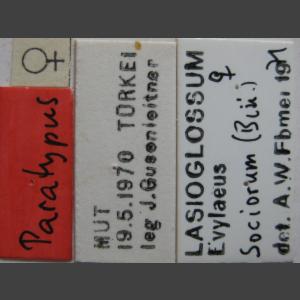 ♀
Paratypus
MUT
19.5.1970 TÜRKEI
leg J.Gusenleitner
LASIOGLOSSUM
♀
Evylaeus
Sociorum (Blü.)
det. A.W.Ebmer 1971